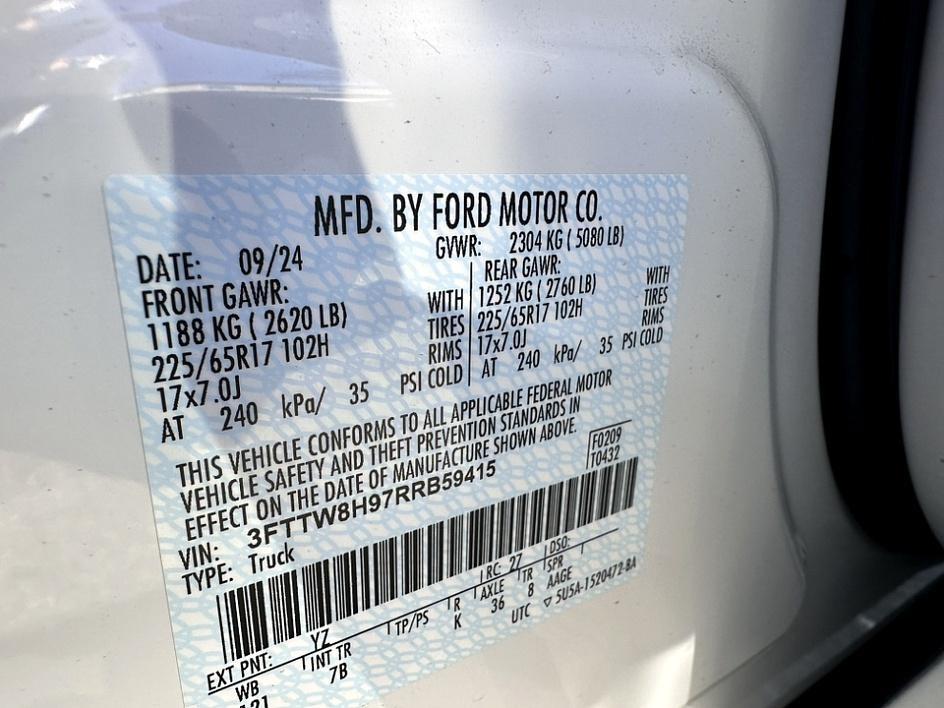 MFD. BY FORD MOTOR CO.
DATE: 09/24
GVWR: 2304 KG ( 5080 LB)
FRONT GAWR:
1188 KG ( 2620 LB) WITH
225/65R17 102H TIRES
17x7.0J RIMS
AT 240 kPa/ 35 PSI COLD
REAR GAWR:
1252 KG ( 2760 LB) WITH
225/65R17 102H TIRES
17x7.0J RIMS
AT 240 kPa/ 35 PSI COLD
THIS VEHICLE CONFORMS TO ALL APPLICABLE FEDERAL MOTOR
VEHICLE SAFETY AND THEFT PREVENTION STANDARDS IN
EFFECT ON THE DATE OF MANUFACTURE SHOWN ABOVE.
F0209
T0432
VIN: 3FTTW8H97RRB59415
TYPE: Truck
EXT PNT: YZ RC: 27 DSO:
WB INT TR TP/PS R AXLE TR SPR
121 7B K 36 8 AAGE
UTC ▽ 5U5A-1520472-BA